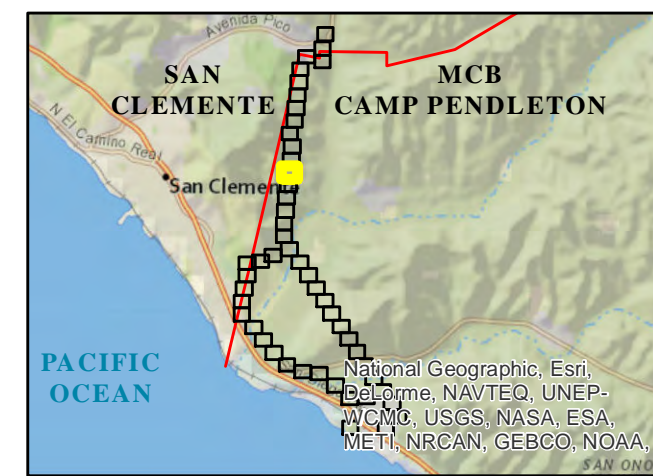 Avenida Pico
SAN
CLEMENTE
MCB
CAMP PENDLETON
N El Camino Real
San Clemen
PACIFIC
OCEAN
National Geographic, Esri,
DeLorme, NAVTEQ, UNEP-
WCMC, USGS, NASA, ESA,
METI, NRCAN, GEBCO, NOAA,
SAN ONO